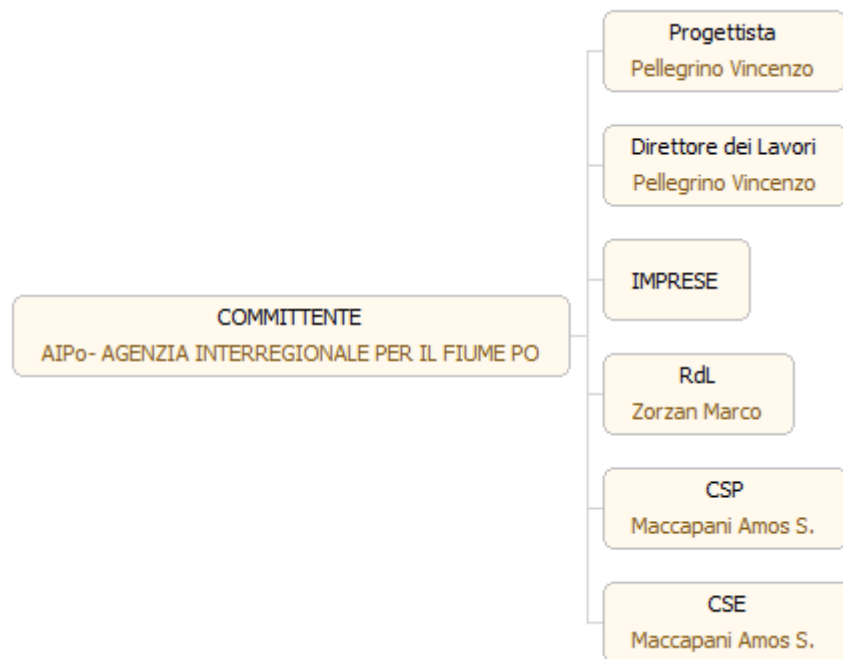 Progettista
Pellegrino Vincenzo
Direttore dei Lavori
Pellegrino Vincenzo
IMPRESE
COMMITTENTE
AIPo- AGENZIA INTERREGIONALE PER IL FIUME PO
RdL
Zorzan Marco
CSP
Maccapani Amos S.
CSE
Maccapani Amos S.